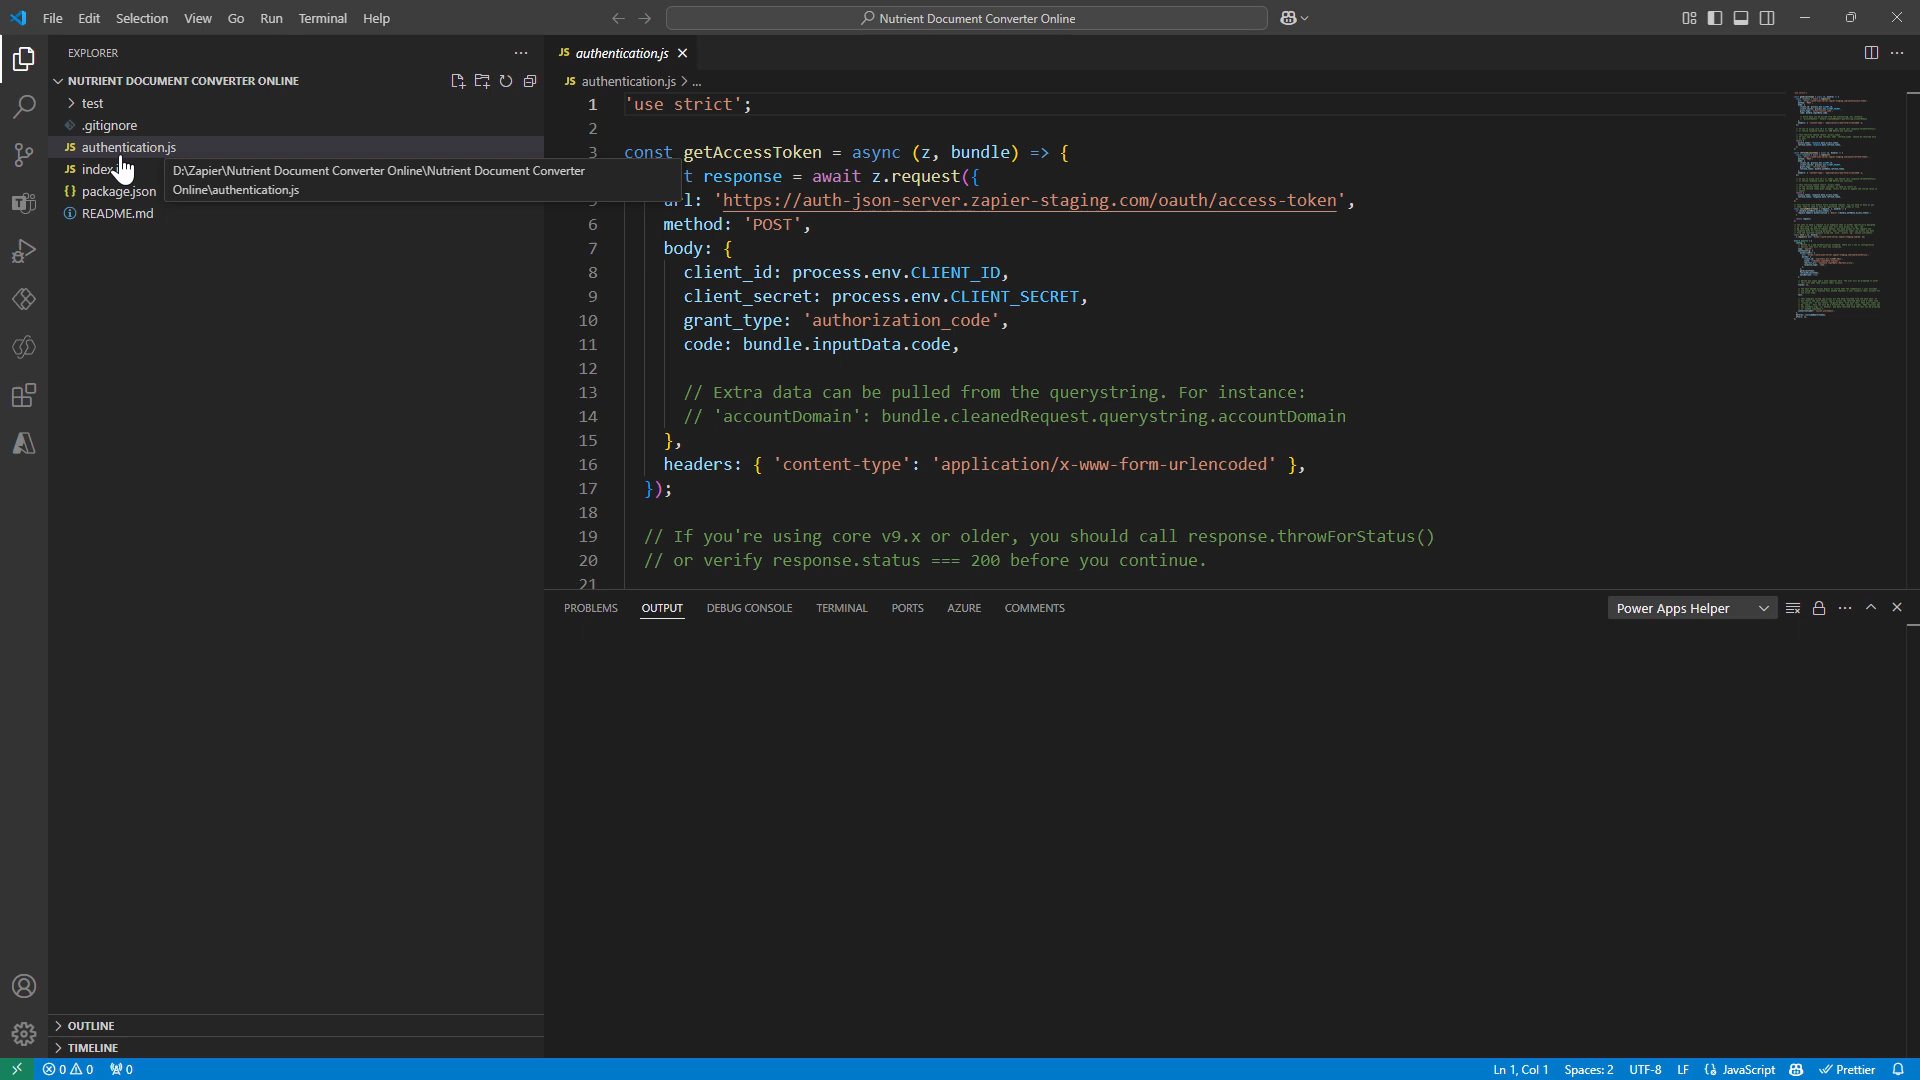 File Edit Selection View Go Run Terminal Help
Nutrient Document Converter Online
EXPLORER
NUTRIENT DOCUMENT CONVERTER ONLINE
test
.gitignore
JS authentication.js
JS index
{} package.json
README.md
D:\Zapier\Nutrient Document Converter Online\Nutrient Document Converter
Online\authentication.js
OUTLINE
TIMELINE
JS authentication.js
JS authentication.js > ...
1 'use strict';
2
3 const getAccessToken = async (z, bundle) => {
t response = await z.request({
url: 'https://auth-json-server.zapier-staging.com/oauth/access-token',
6 method: 'POST',
7 body: {
8 client_id: process.env.CLIENT_ID,
9 client_secret: process.env.CLIENT_SECRET,
10 grant_type: 'authorization_code',
11 code: bundle.inputData.code,
12
13 // Extra data can be pulled from the querystring. For instance:
14 // 'accountDomain': bundle.cleanedRequest.querystring.accountDomain
15 },
16 headers: { 'content-type': 'application/x-www-form-urlencoded' },
17 });
18
19 // If you're using core v9.x or older, you should call response.throwForStatus()
20 // or verify response.status === 200 before you continue.
21
PROBLEMS OUTPUT DEBUG CONSOLE TERMINAL PORTS AZURE COMMENTS
Power Apps Helper
0 0 0
Ln 1, Col 1 Spaces: 2 UTF-8 LF {} JavaScript Prettier